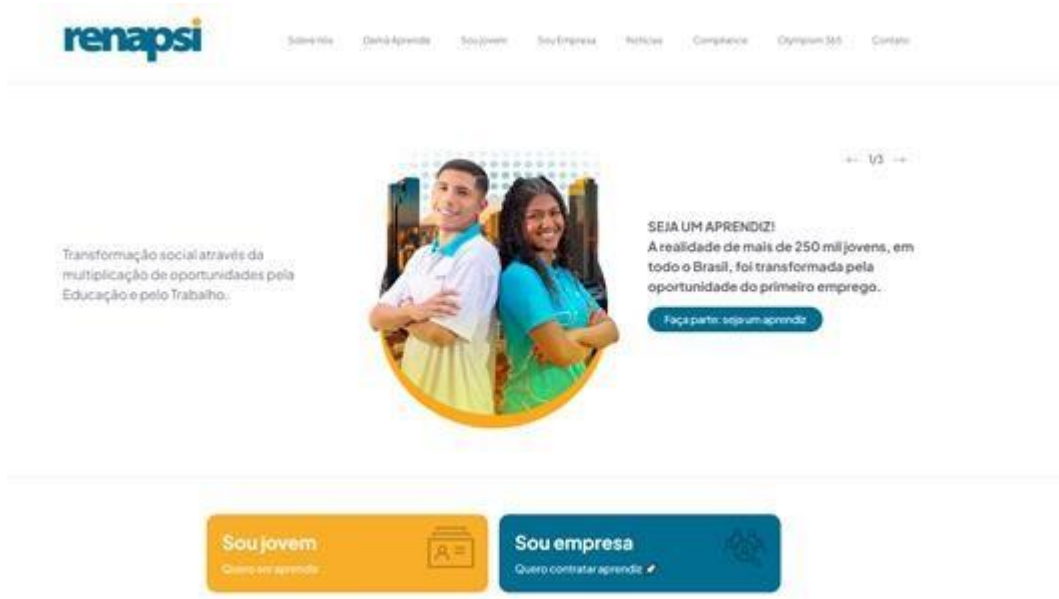 renapsi
Sobre nós Demà Aprendiz Sou jovem Sou Empresa Notícias Compliance Olympiom 365 Contato
← 1/3 →
SEJA UM APRENDIZ!
A realidade de mais de 250 mil jovens, em
todo o Brasil, foi transformada pela
oportunidade do primeiro emprego.
Faça parte: seja um aprendiz
Transformação social através da
multiplicação de oportunidades pela
Educação e pelo Trabalho.
Sou jovem
Quero ser aprendiz
Sou empresa
Quero contratar aprendiz